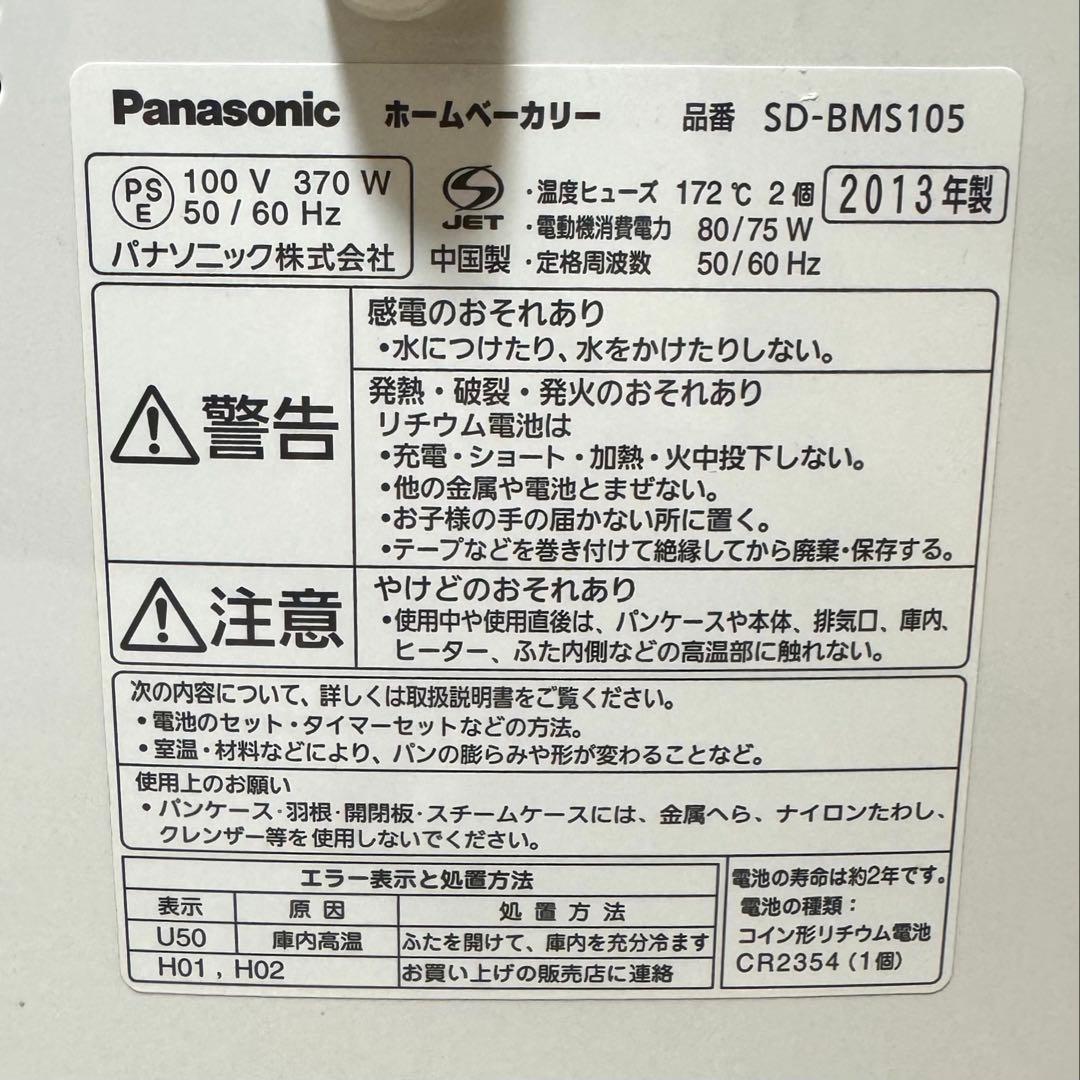 Panasonic ホームベーカリー 品番 SD-BMS105
PS E 100 V 370 W
50 / 60 Hz
パナソニック株式会社
JET
中国製
・温度ヒューズ 172 ℃ 2 個
・電動機消費電力 80/75 W
・定格周波数 50/60 Hz
2013年製
警告
感電のおそれあり
・水につけたり、水をかけたりしない。
発熱・破裂・発火のおそれあり
リチウム電池は
・充電・ショート・加熱・火中投下しない。
・他の金属や電池とまぜない。
・お子様の手の届かない所に置く。
・テープなどを巻き付けて絶縁してから廃棄・保存する。
注意
やけどのおそれあり
・使用中や使用直後は、パンケースや本体、排気口、庫内、
ヒーター、ふた内側などの高温部に触れない。
次の内容について、詳しくは取扱説明書をご覧ください。
・電池のセット・タイマーセットなどの方法。
・室温・材料などにより、パンの膨らみや形が変わることなど。
使用上のお願い
・パンケース・羽根・開閉板・スチームケースには、金属へら、ナイロンたわし、
クレンザー等を使用しないでください。
エラー表示と処置方法
表示 原因 処置方法
U50 庫内高温 ふたを開けて、庫内を充分冷ます
H01 , H02 お買い上げの販売店に連絡
電池の寿命は約2年です。
電池の種類：
コイン形リチウム電池
CR2354（1個）